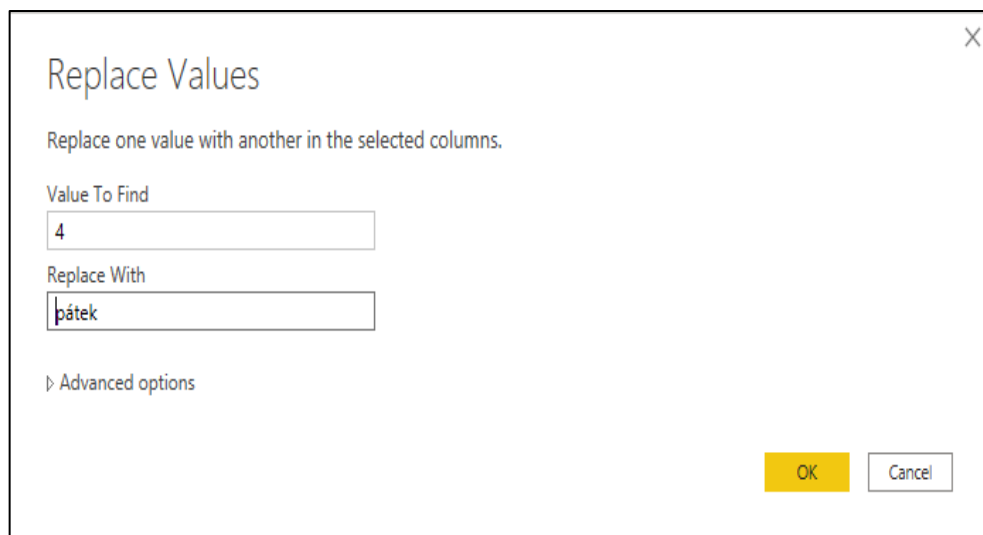 Replace Values
Replace one value with another in the selected columns.
Value To Find
4
Replace With
pátek
Advanced options
OK Cancel